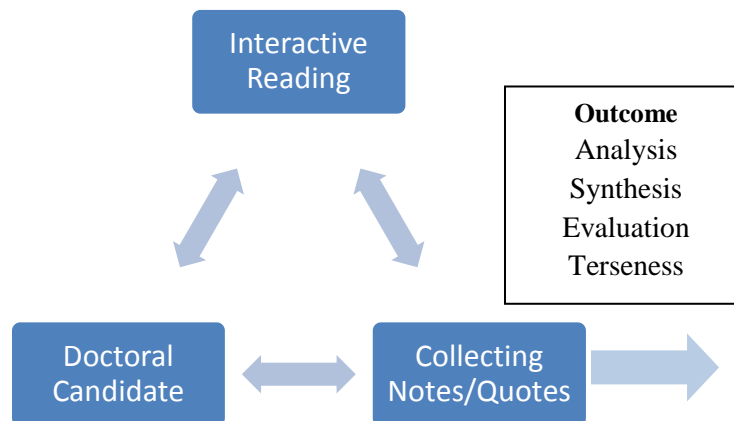 Interactive
Reading
Outcome
Analysis
Synthesis
Evaluation
Terseness
Doctoral
Candidate
Collecting
Notes/Quotes